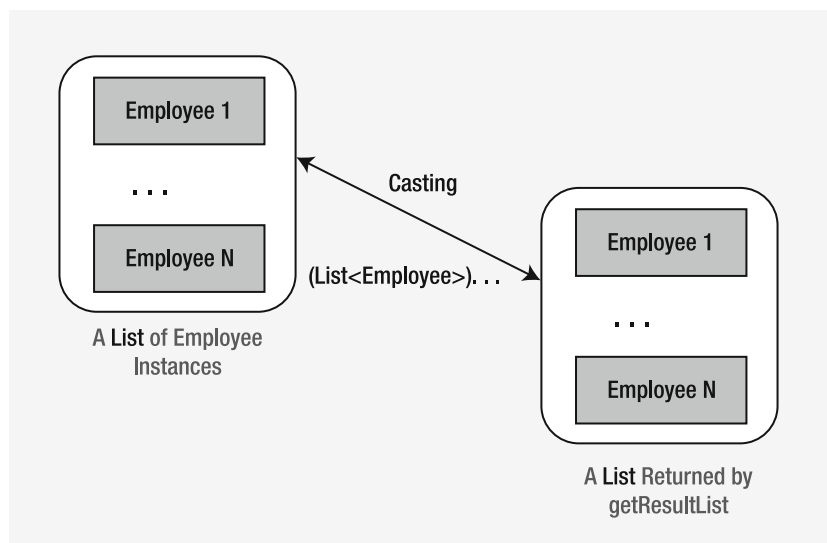 Employee 1
. . .
Employee N
A List of Employee
Instances
Casting
(List<Employee>). . .
Employee 1
. . .
Employee N
A List Returned by
getResultList